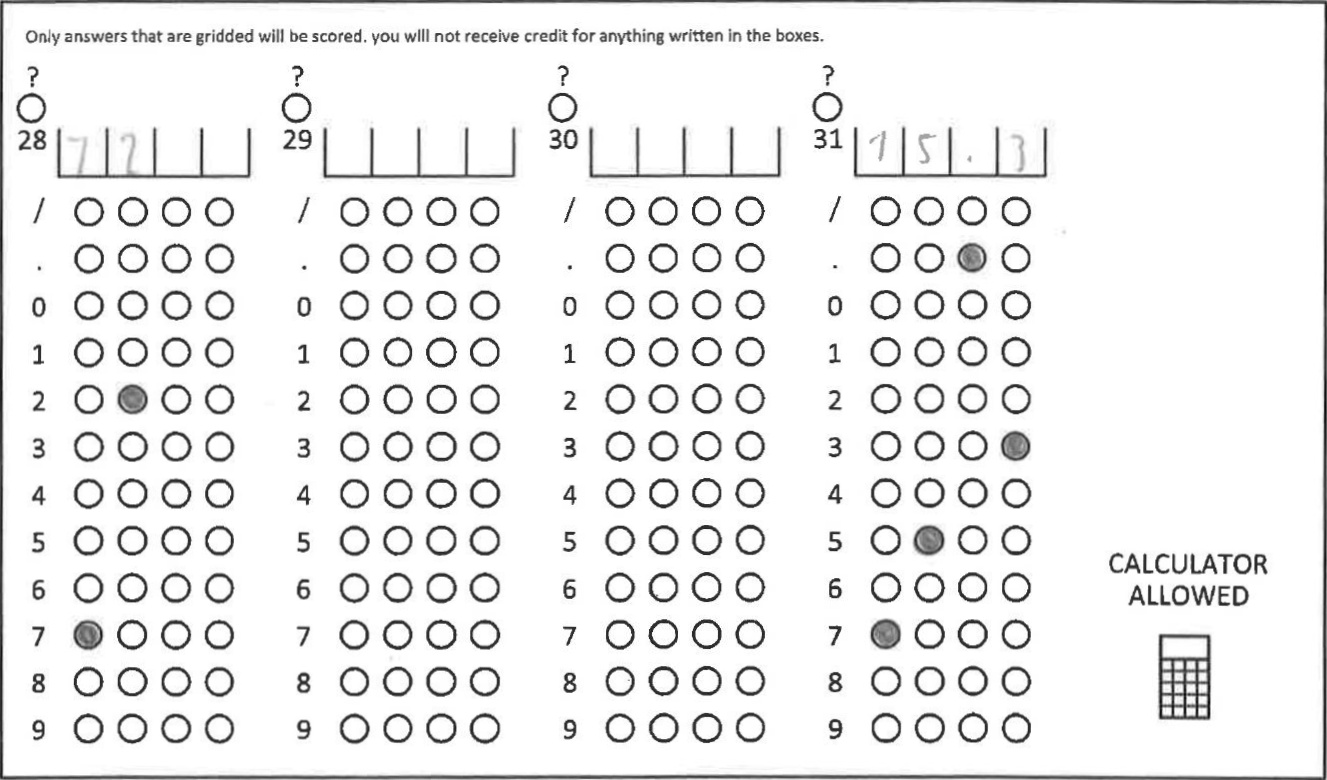 Only answers that are gridded will be scored. you will not receive credit for anything written in the boxes.
? ? ? ?
28 7 2 29 30 31 1 5 . 3
/ / / /
. . . .
0 0 0 0
1 1 1 1
2 2 2 2
3 3 3 3
4 4 4 4
5 5 5 5
6 6 6 6
7 7 7 7
8 8 8 8
9 9 9 9
CALCULATOR
ALLOWED